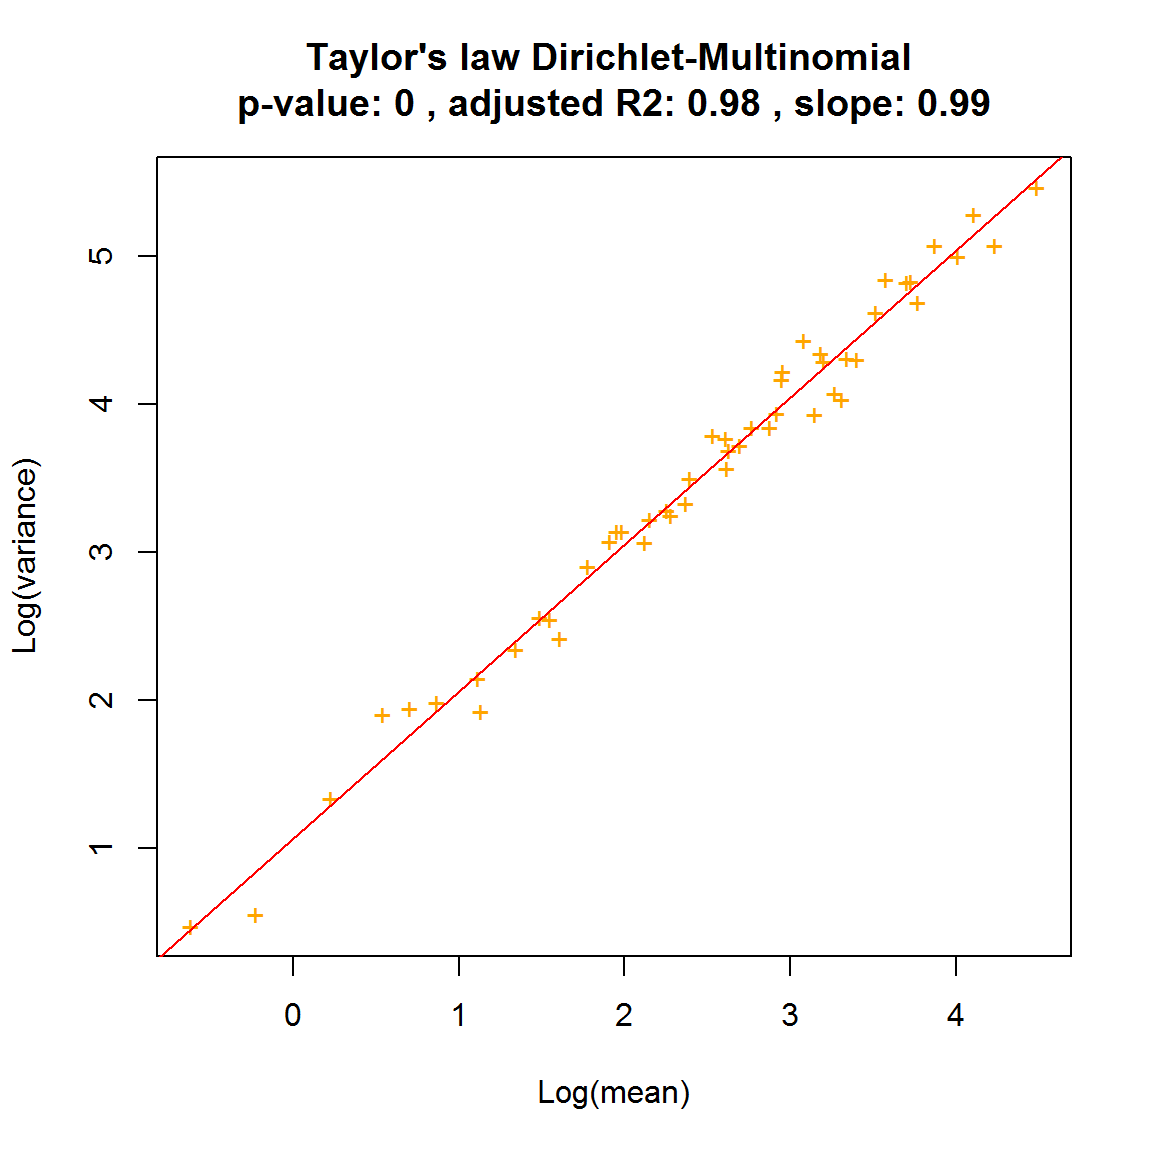 Taylor's law Dirichlet-Multinomial
p-value: 0 , adjusted R2: 0.98 , slope: 0.99
Log(variance)
5
4
3
2
1
0 1 2 3 4
Log(mean)